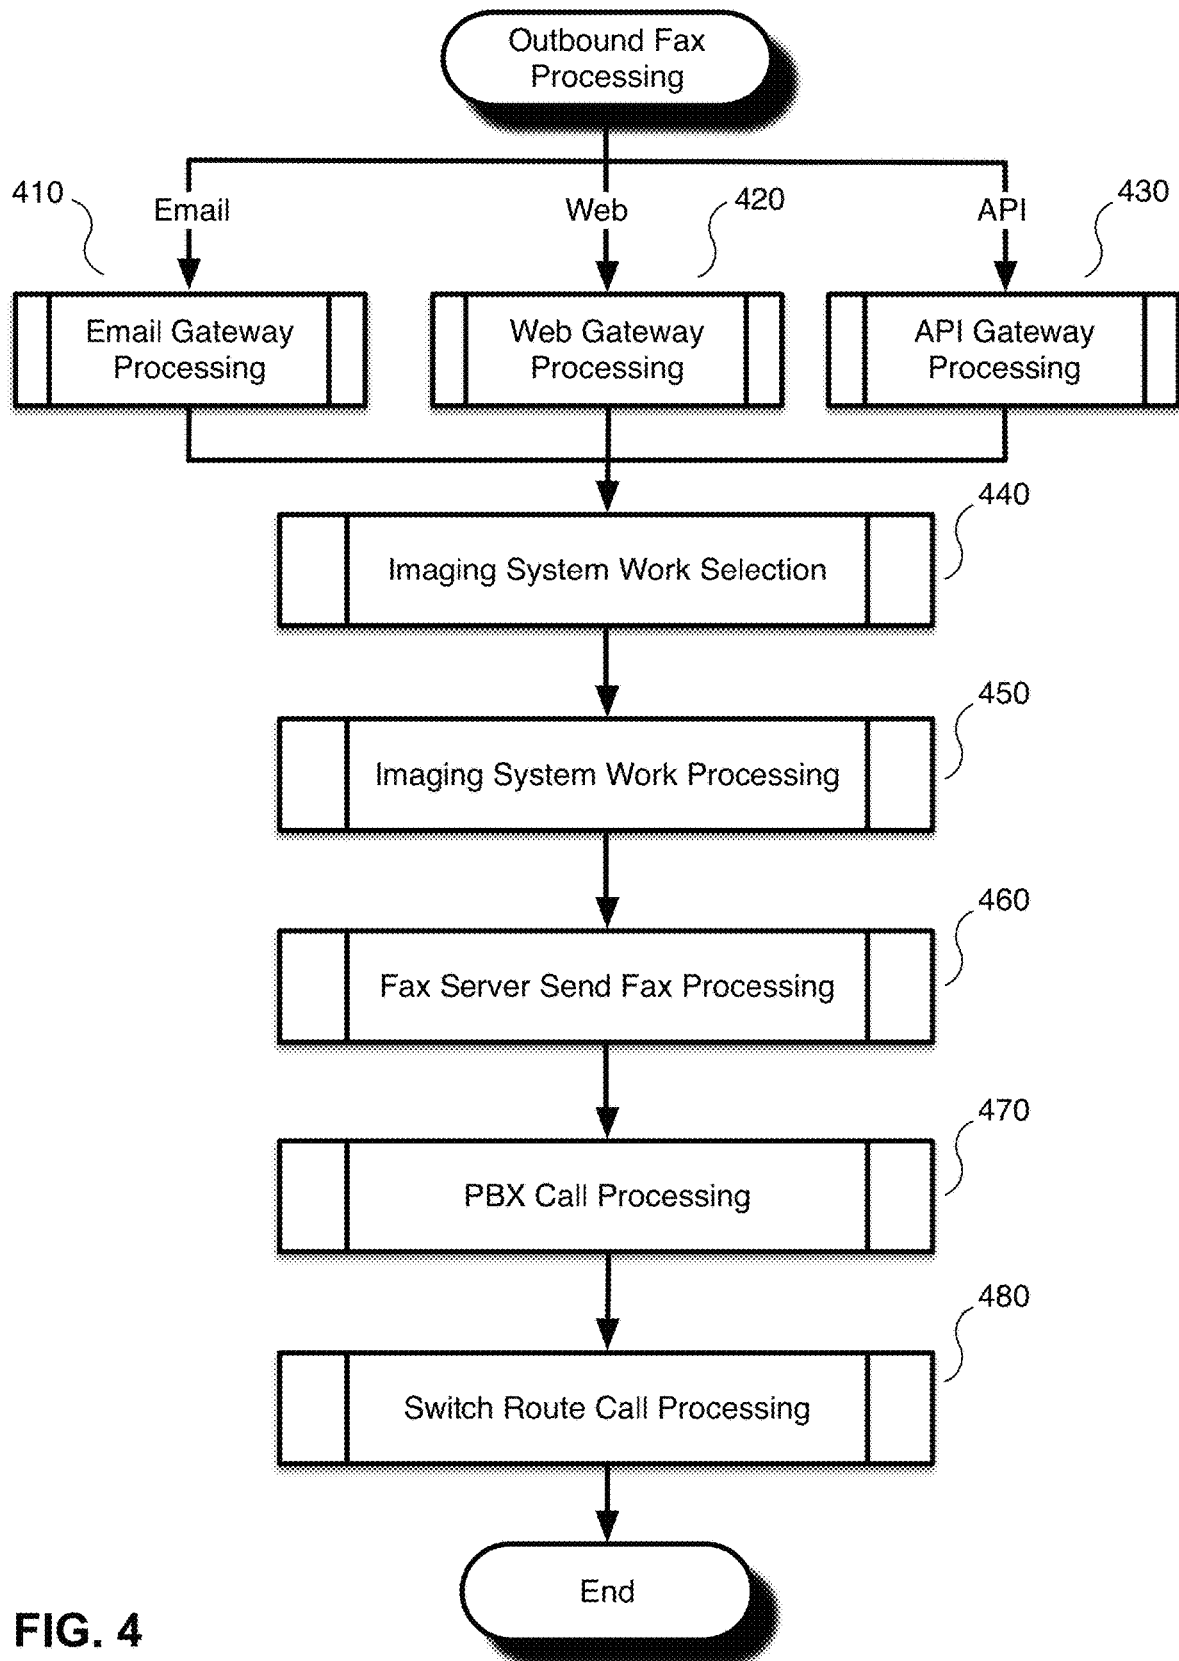 Outbound Fax
Processing
410
Email
Web
420
API
430
Email Gateway
Processing
Web Gateway
Processing
API Gateway
Processing
440
Imaging System Work Selection
450
Imaging System Work Processing
460
Fax Server Send Fax Processing
470
PBX Call Processing
480
Switch Route Call Processing
End
FIG. 4